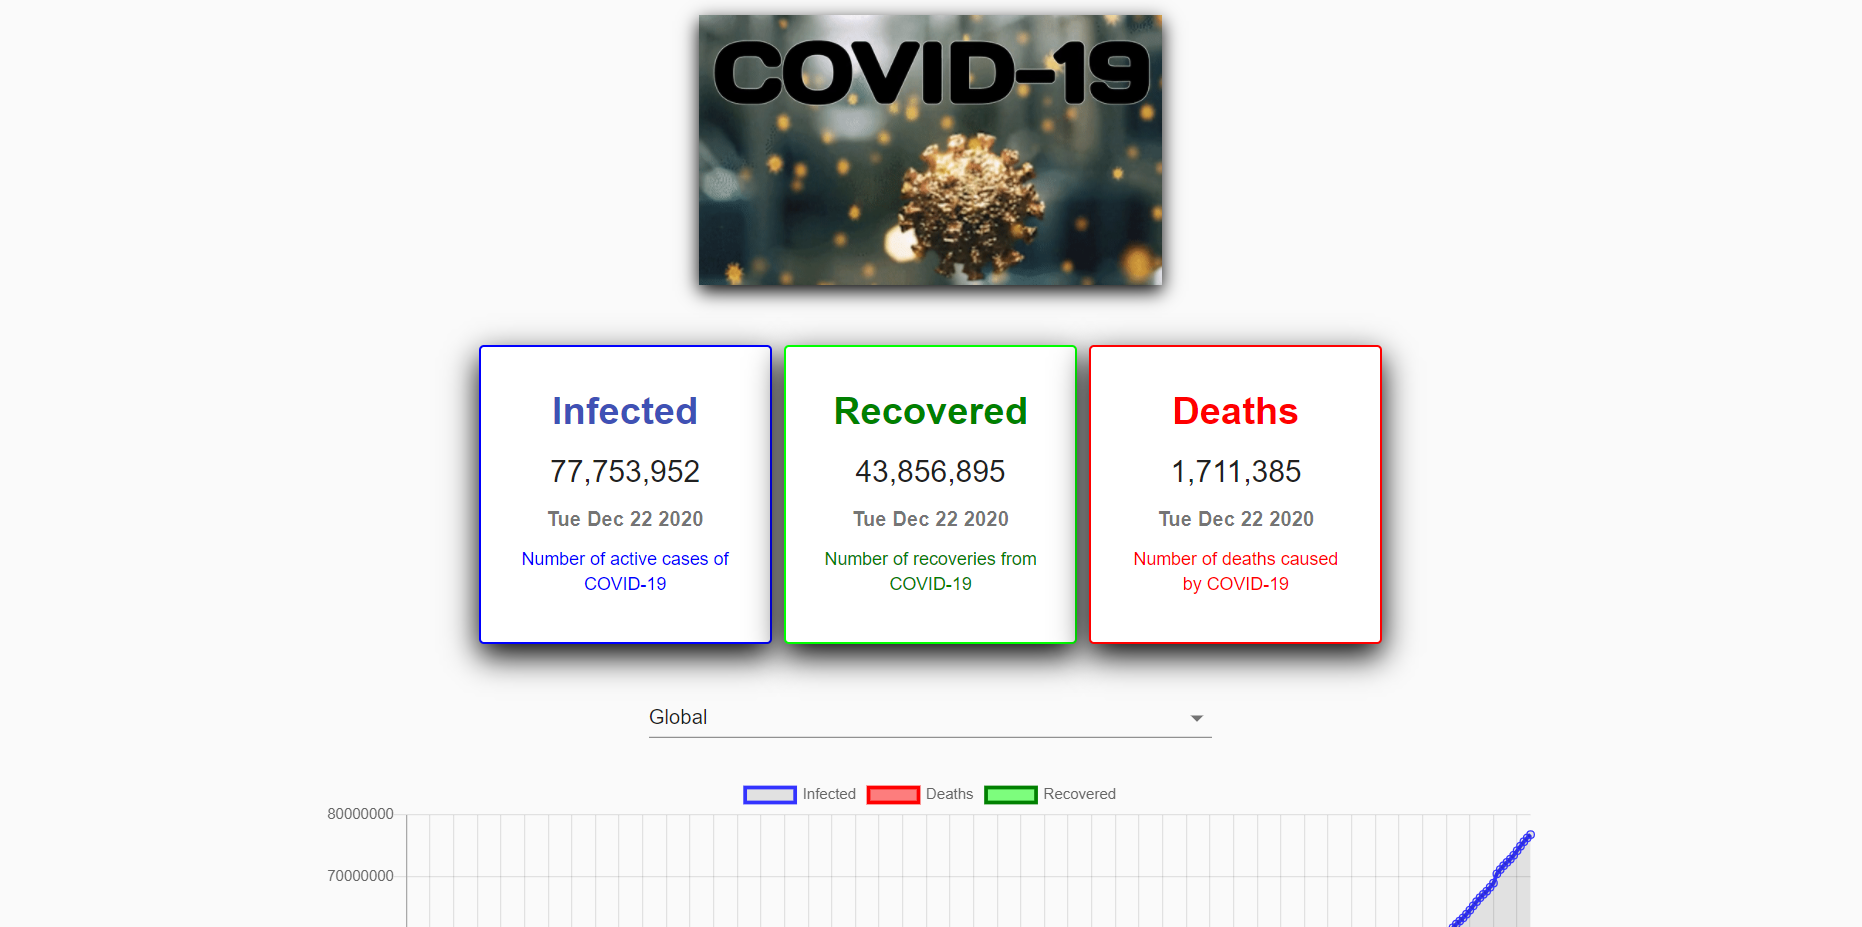 COVID-19
Infected
77,753,952
Tue Dec 22 2020
Number of active cases of
COVID-19
Recovered
43,856,895
Tue Dec 22 2020
Number of recoveries from
COVID-19
Deaths
1,711,385
Tue Dec 22 2020
Number of deaths caused
by COVID-19
Global
Infected
Deaths
Recovered
80000000
70000000